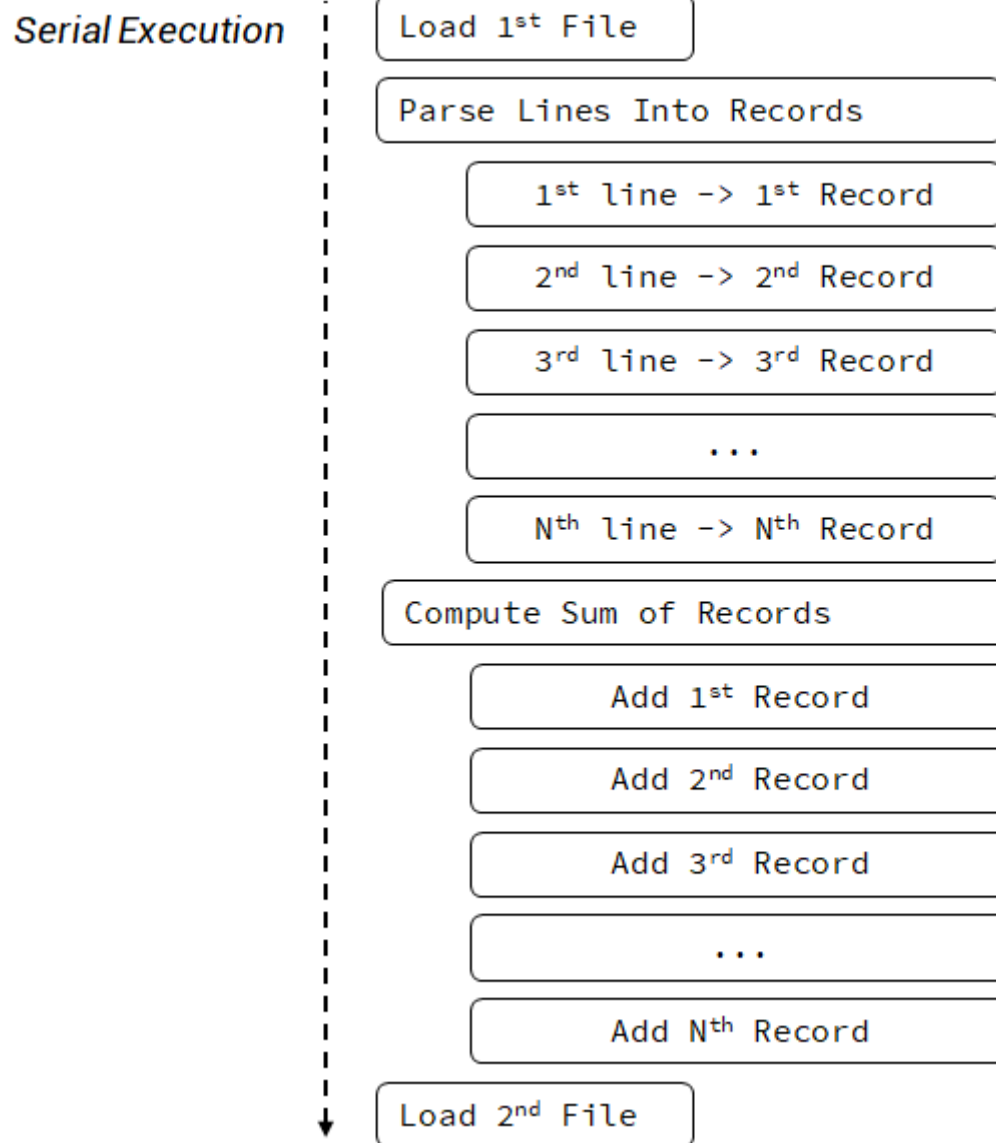 Serial Execution
Load 1st File
Parse Lines Into Records
1st line -> 1st Record
2nd line -> 2nd Record
3rd line -> 3rd Record
...
Nth line -> Nth Record
Compute Sum of Records
Add 1st Record
Add 2nd Record
Add 3rd Record
...
Add Nth Record
Load 2nd File